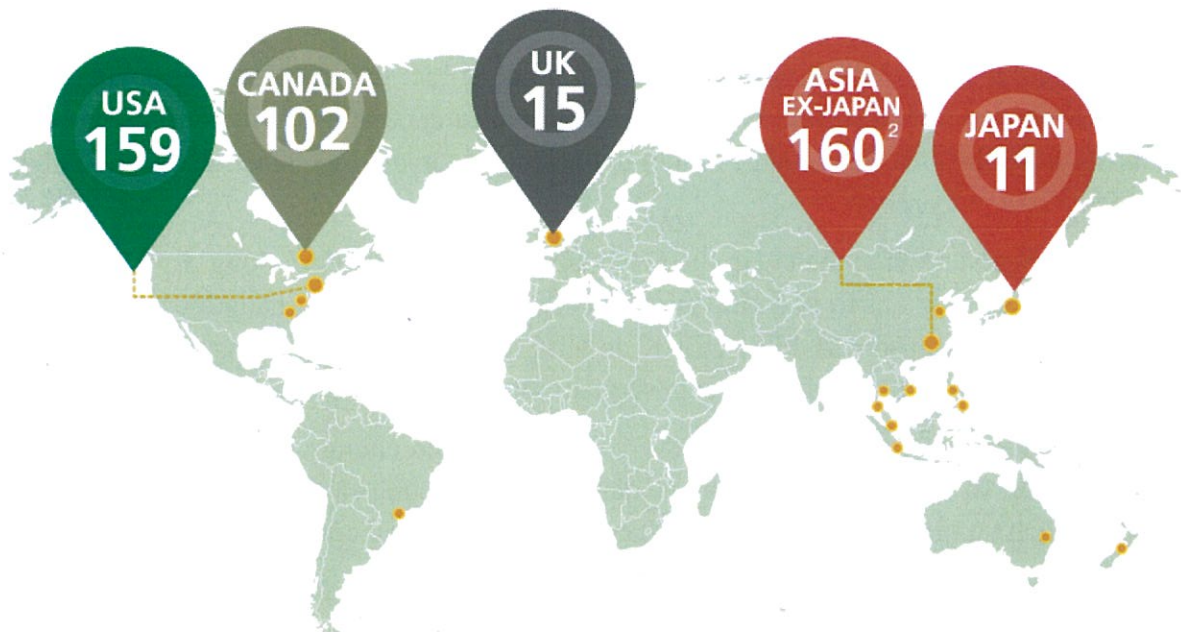 USA
159
CANADA
102
UK
15
ASIA
EX-JAPAN
160²
JAPAN
11